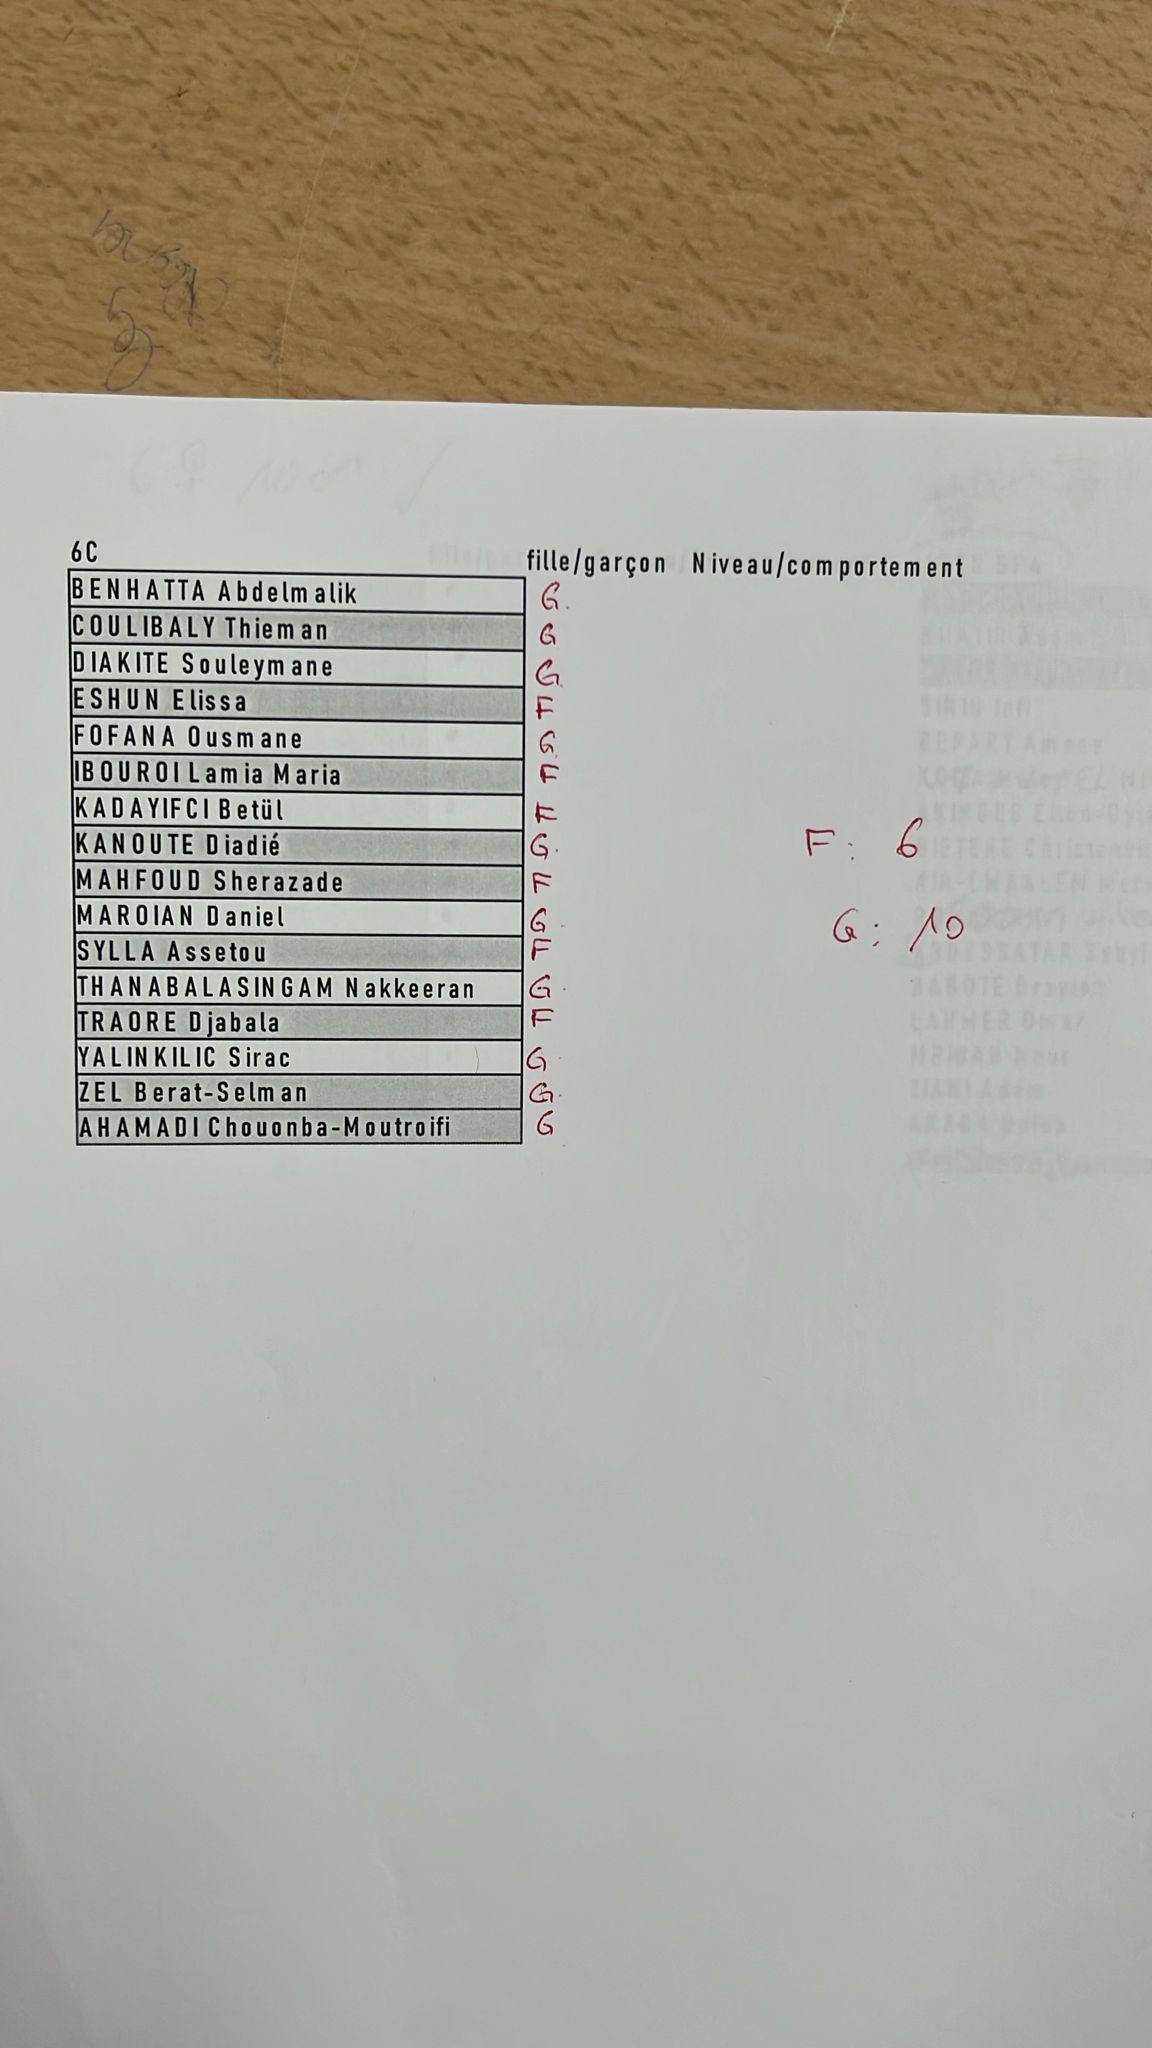 6C
fille/garçon Niveau/comportement
BENHATTA Abdelmalik G.
COULIBALY Thieman G
DIAKITE Souleymane G.
ESHUN Elissa F
FOFANA Ousmane G.
IBOUROI Lamia Maria F
KADAYIFCI Betül F
KANOUTE Diadié G.
MAHFOUD Sherazade F
MAROIAN Daniel G.
SYLLA Assetou F
THANABALASINGAM Nakkeeran G.
TRAORE Djabala F
YALINKILIC Sirac G
ZEL Berat-Selman G.
AHAMADI Chouonba-Moutroifi G
F: 6
G: 10